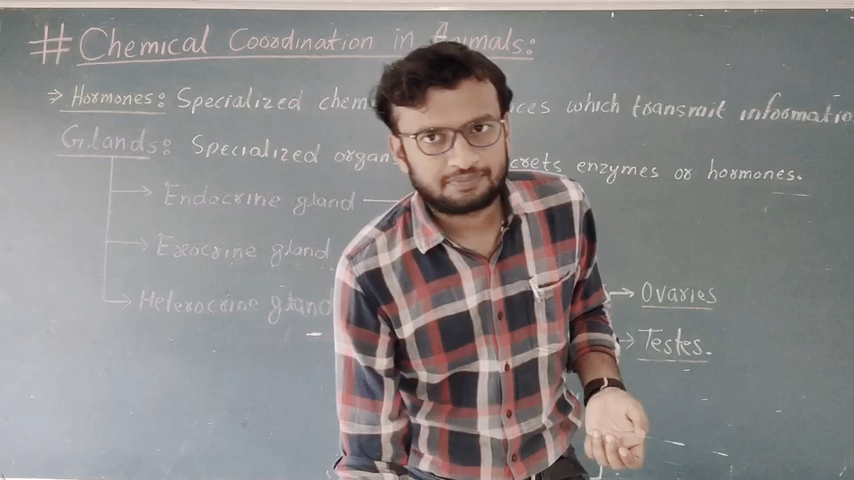 # Chemical Coordination in Animals:
→ Hormones: Specialized chem ces which transmit informatio
Glands: Specialized organ crets enzymes or hormones.
→ Endocrine gland —
→ Exocrine gland
→ Heterocrine gland
→ Ovaries
→ Testes.